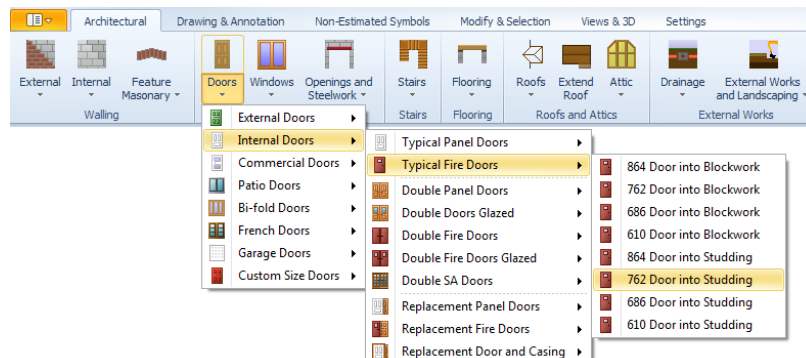 Architectural Drawing & Annotation Non-Estimated Symbols Modify & Selection Views & 3D Settings
External Internal Feature Masonary Doors Windows Openings and Steelwork Stairs Flooring Roofs Extend Roof Attic Drainage External Works and Landscaping
Walling Stairs Flooring Roofs and Attics External Works
External Doors
Internal Doors
Commercial Doors
Patio Doors
Bi-fold Doors
French Doors
Garage Doors
Custom Size Doors
Typical Panel Doors
Typical Fire Doors
Double Panel Doors
Double Doors Glazed
Double Fire Doors
Double Fire Doors Glazed
Double SA Doors
Replacement Panel Doors
Replacement Fire Doors
Replacement Door and Casing
864 Door into Blockwork
762 Door into Blockwork
686 Door into Blockwork
610 Door into Blockwork
864 Door into Studding
762 Door into Studding
686 Door into Studding
610 Door into Studding